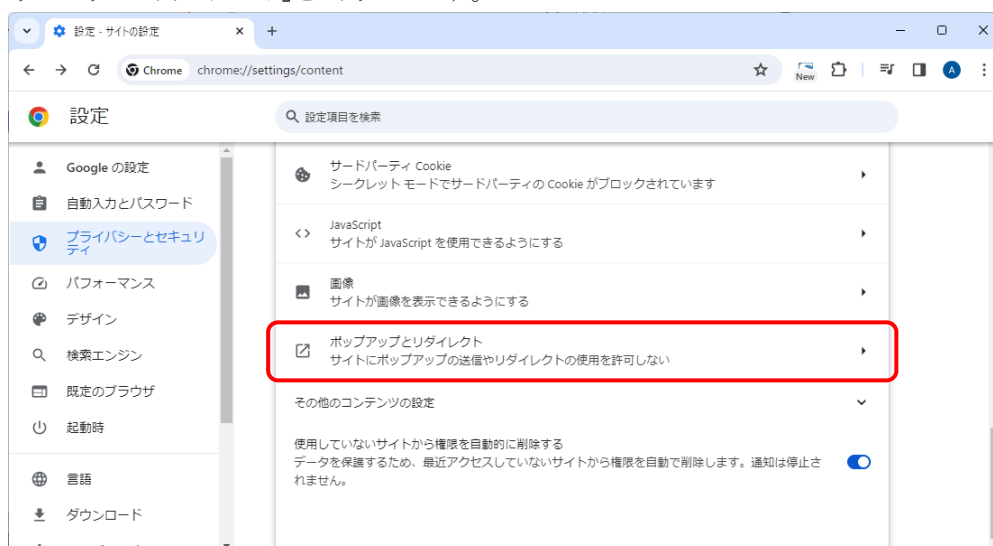 設定 - サイトの設定
Chrome
chrome://settings/content
New
A
設定
設定項目を検索
Google の設定
自動入力とパスワード
プライバシーとセキュリ
ティ
パフォーマンス
デザイン
検索エンジン
既定のブラウザ
起動時
言語
ダウンロード
サードパーティ Cookie
シークレット モードでサードパーティの Cookie がブロックされています
JavaScript
サイトが JavaScript を使用できるようにする
画像
サイトが画像を表示できるようにする
ポップアップとリダイレクト
サイトにポップアップの送信やリダイレクトの使用を許可しない
その他のコンテンツの設定
使用していないサイトから権限を自動的に削除する
データを保護するため、最近アクセスしていないサイトから権限を自動で削除します。通知は停止さ
れません。